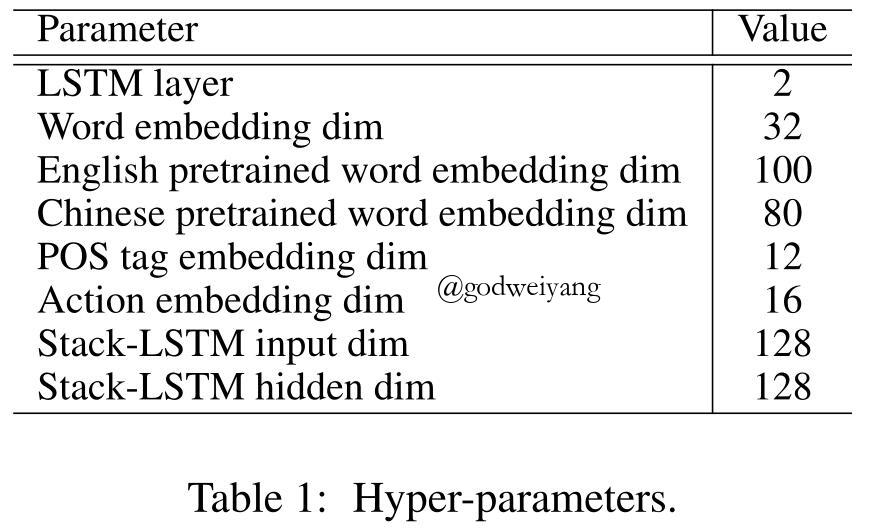 Parameter Value
LSTM layer 2
Word embedding dim 32
English pretrained word embedding dim 100
Chinese pretrained word embedding dim 80
POS tag embedding dim 12
Action embedding dim @godweiyang 16
Stack-LSTM input dim 128
Stack-LSTM hidden dim 128
Table 1: Hyper-parameters.